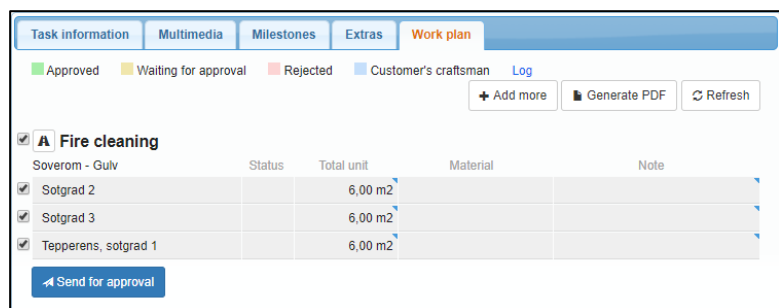 Task information Multimedia Milestones Extras Work plan
Approved Waiting for approval Rejected Customer's craftsman Log
Add more Generate PDF Refresh
Fire cleaning
Soverom - Gulv Status Total unit Material Note
Sotgrad 2 6,00 m2
Sotgrad 3 6,00 m2
Tepperens, sotgrad 1 6,00 m2
Send for approval